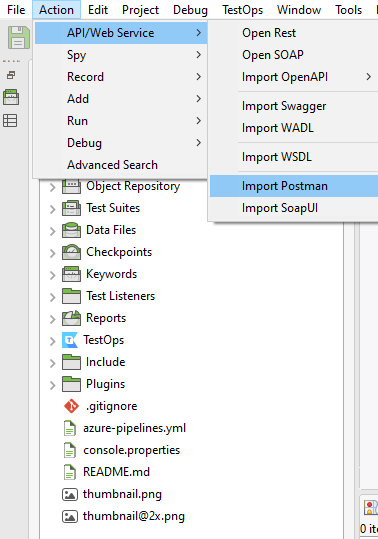 File Action Edit Project Debug TestOps Window Tools
API/Web Service
Spy
Record
Add
Run
Debug
Advanced Search
Open Rest
Open SOAP
Import OpenAPI
Import Swagger
Import WADL
Import WSDL
Import Postman
Import SoapUI
Object Repository
Test Suites
Data Files
Checkpoints
Keywords
Test Listeners
Reports
TestOps
Include
Plugins
.gitignore
azure-pipelines.yml
console.properties
README.md
thumbnail.png
thumbnail@2x.png